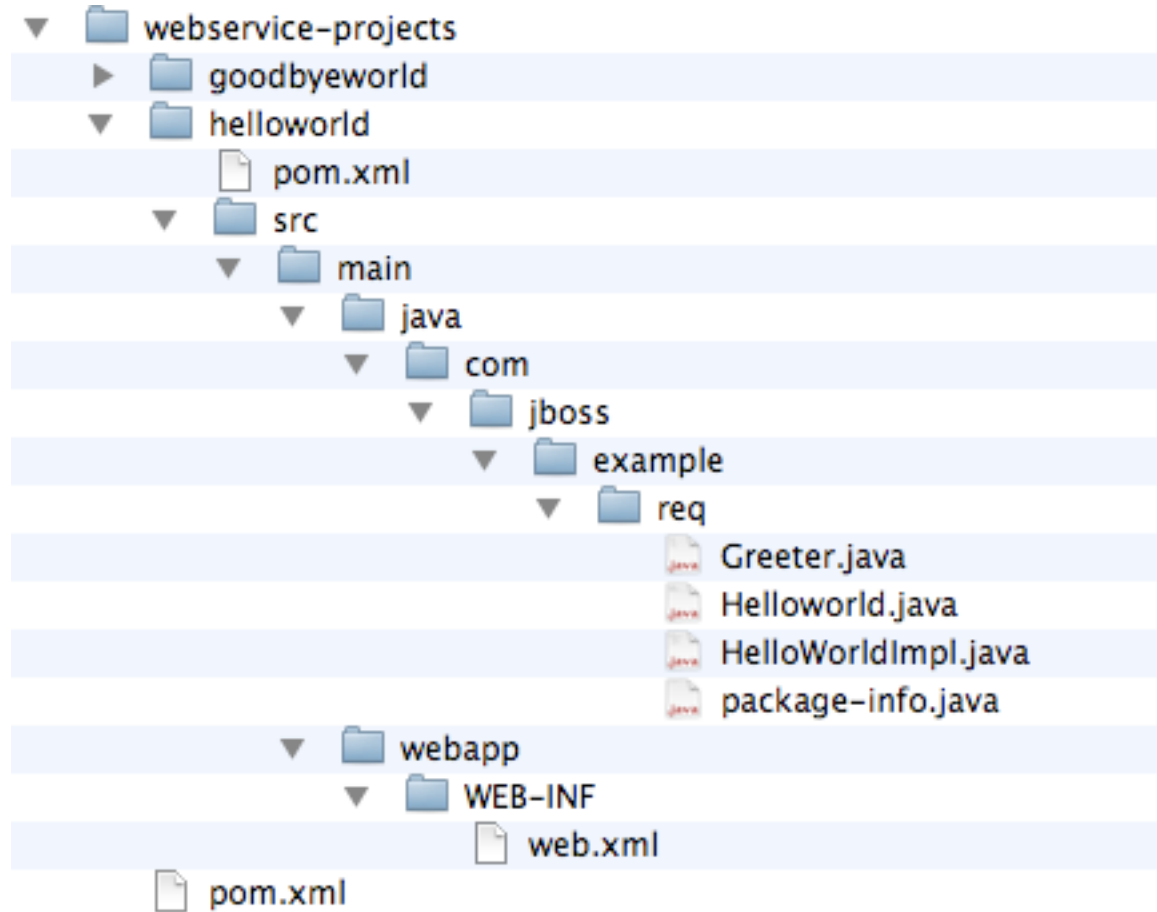 webservice-projects
goodbyeworld
helloworld
pom.xml
src
main
java
com
jboss
example
req
Greeter.java
Helloworld.java
HelloWorldImpl.java
package-info.java
webapp
WEB-INF
web.xml
pom.xml